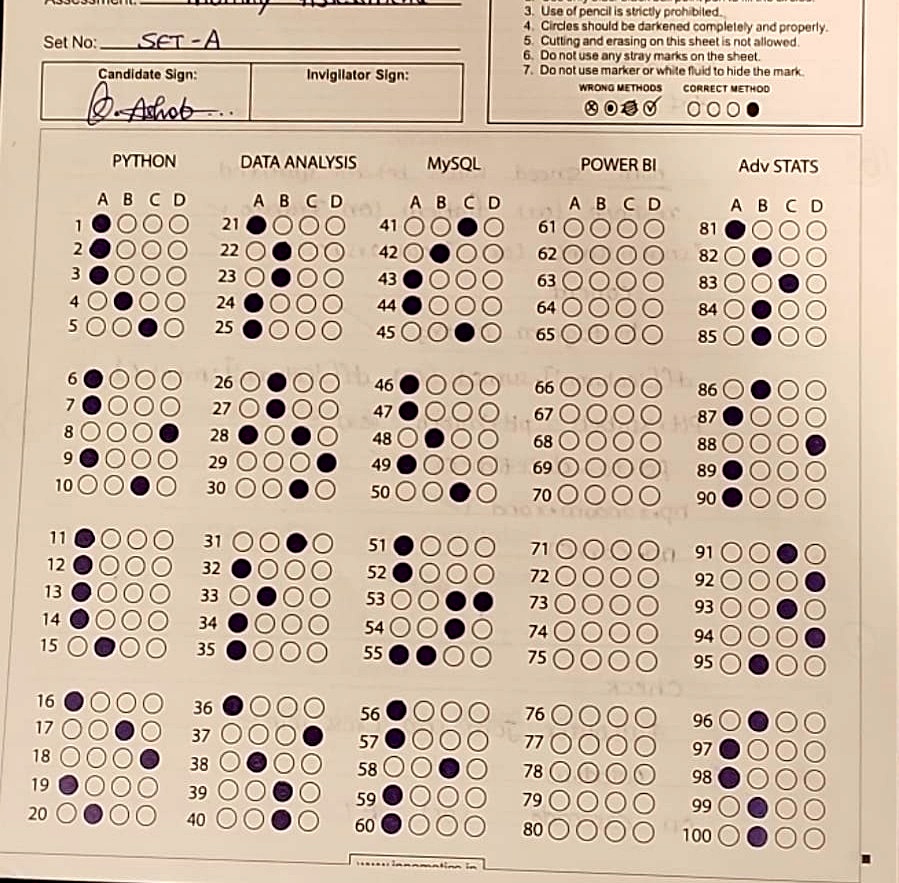 Assessment:
Set No: SET-A
Candidate Sign: Invigilator Sign:
3. Use of pencil is strictly prohibited.
4. Circles should be darkened completely and properly.
5. Cutting and erasing on this sheet is not allowed.
6. Do not use any stray marks on the sheet.
7. Do not use marker or white fluid to hide the mark.
WRONG METHODS CORRECT METHOD
PYTHON DATA ANALYSIS MySQL POWER BI Adv STATS
A B C D A B C D A B C D A B C D A B C D
1 21 41 61 81
2 22 42 62 82
3 23 43 63 83
4 24 44 64 84
5 25 45 65 85
6 26 46 66 86
7 27 47 67 87
8 28 48 68 88
9 29 49 69 89
10 30 50 70 90
11 31 51 71 91
12 32 52 72 92
13 33 53 73 93
14 34 54 74 94
15 35 55 75 95
16 36 56 76 96
17 37 57 77 97
18 38 58 78 98
19 39 59 79 99
20 40 60 80 100